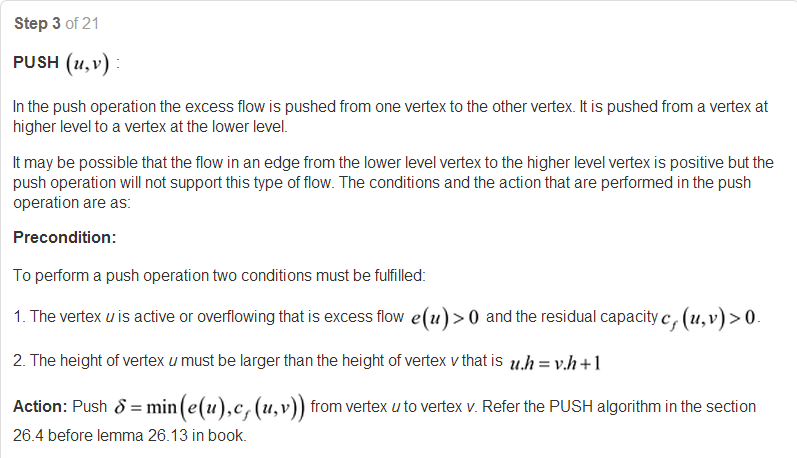 Step 3 of 21
PUSH (u,v) :
In the push operation the excess flow is pushed from one vertex to the other vertex. It is pushed from a vertex at
higher level to a vertex at the lower level.
It may be possible that the flow in an edge from the lower level vertex to the higher level vertex is positive but the
push operation will not support this type of flow. The conditions and the action that are performed in the push
operation are as:
Precondition:
To perform a push operation two conditions must be fulfilled:
1. The vertex u is active or overflowing that is excess flow e(u)>0 and the residual capacity c_f (u,v)>0.
2. The height of vertex u must be larger than the height of vertex v that is u.h = v.h+1
Action: Push δ = min(e(u),c_f (u,v)) from vertex u to vertex v. Refer the PUSH algorithm in the section
26.4 before lemma 26.13 in book.